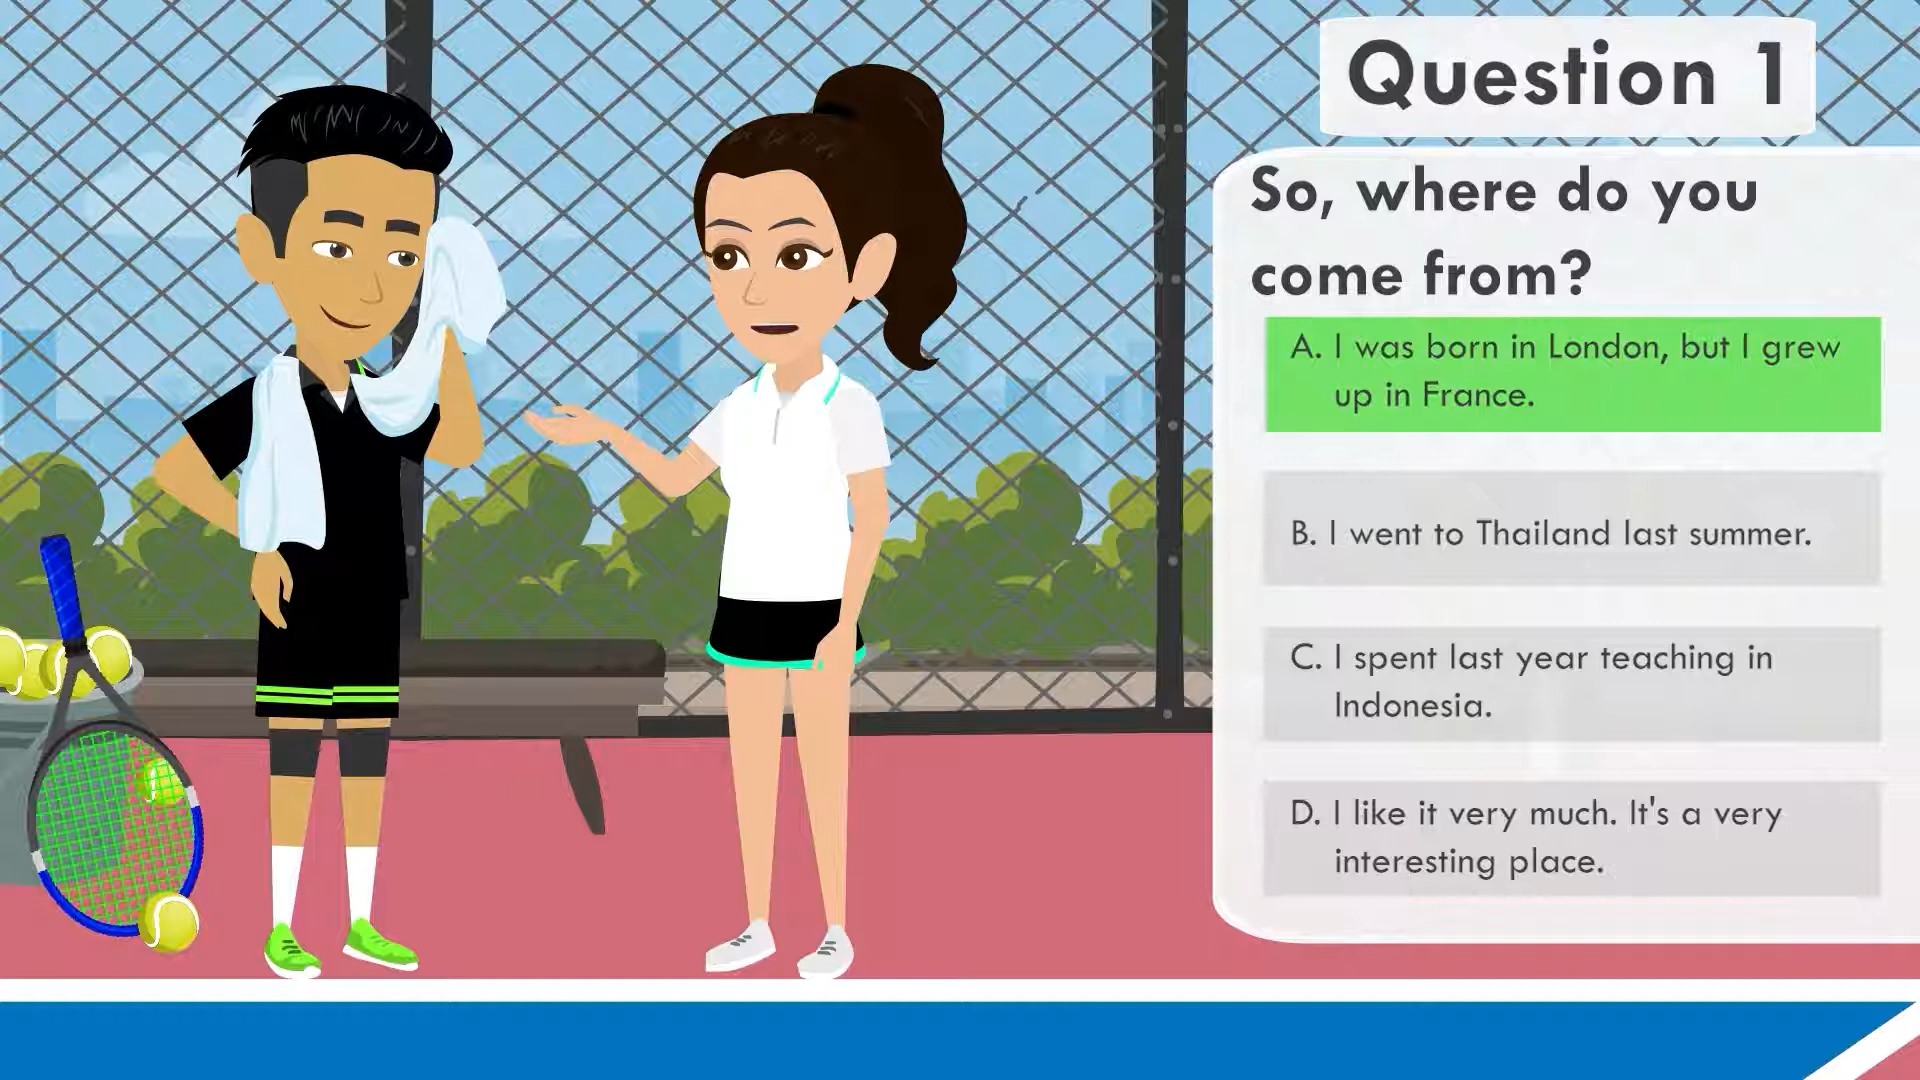 Question 1
So, where do you
come from?
A. I was born in London, but I grew
up in France.
B. I went to Thailand last summer.
C. I spent last year teaching in
Indonesia.
D. I like it very much. It's a very
interesting place.